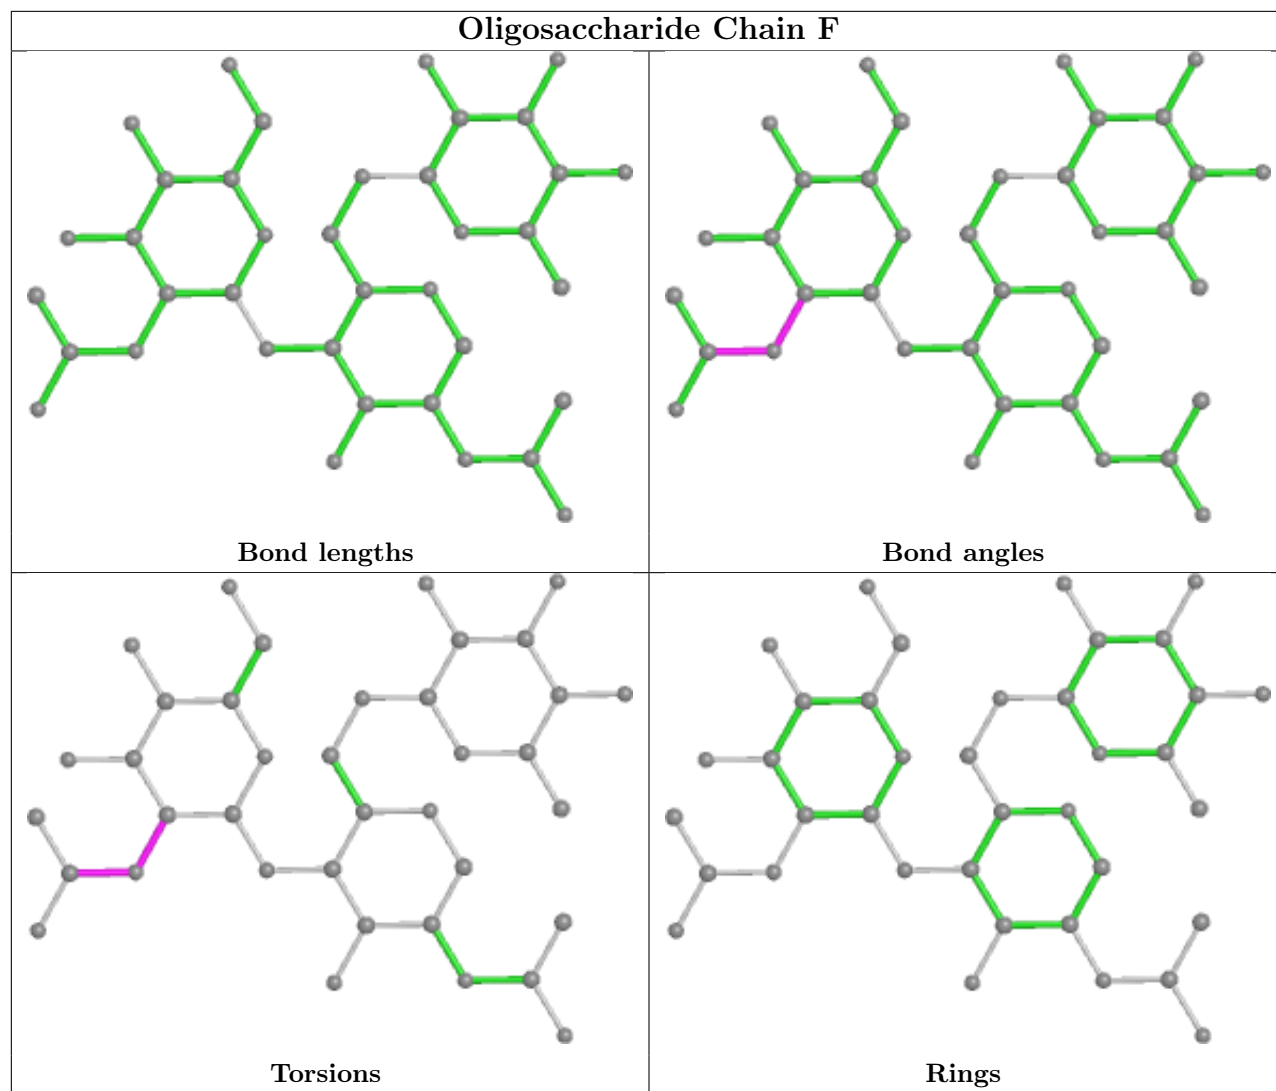 Oligosaccharide Chain F
Bond lengths
Bond angles
Torsions
Rings